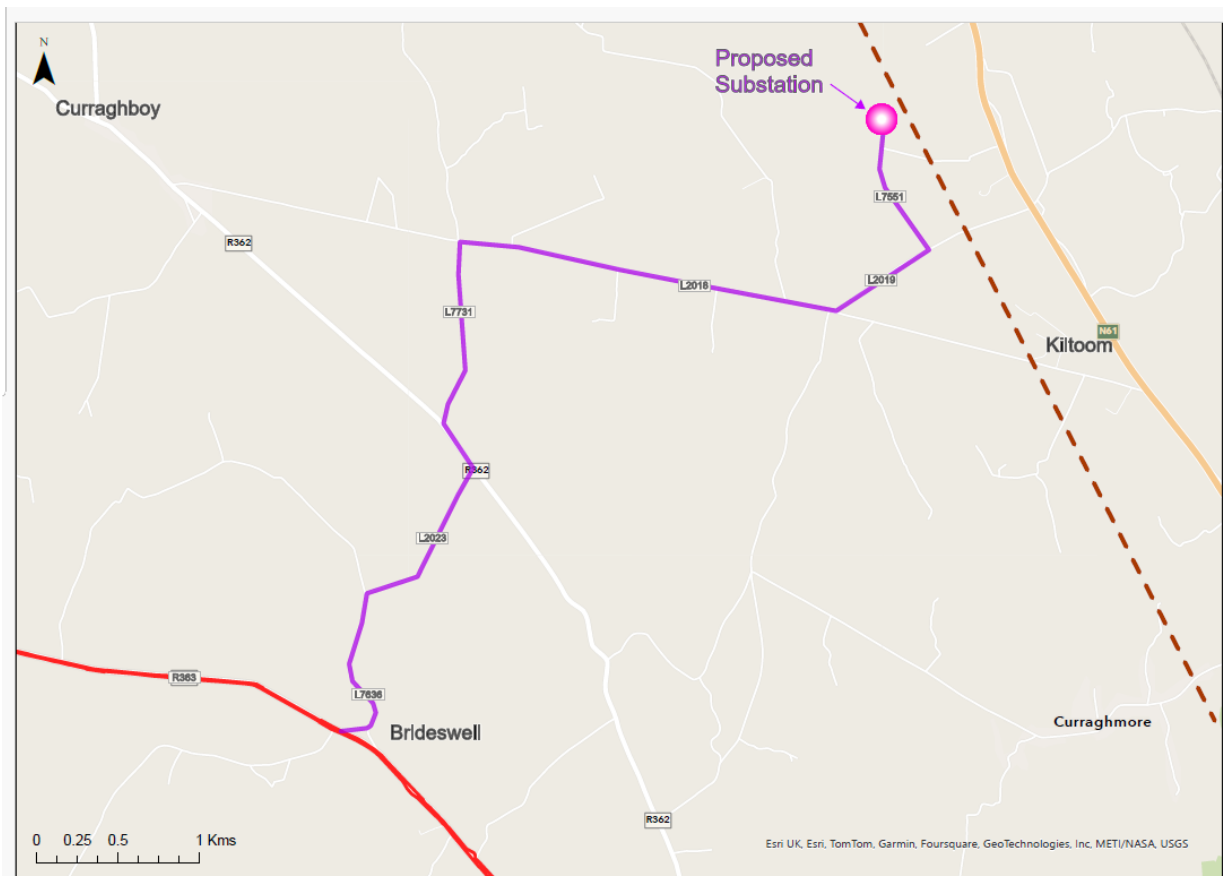 N
Curraghboy
Proposed
Substation
L7551
R362
L2019
L2018
L7731
N61
Kiltoom
R362
L2023
R363
L7636
Brideswell
Curraghmore
R362
0 0.25 0.5 1 Kms
Esri UK, Esri, TomTom, Garmin, Foursquare, GeoTechnologies, Inc, METI/NASA, USGS